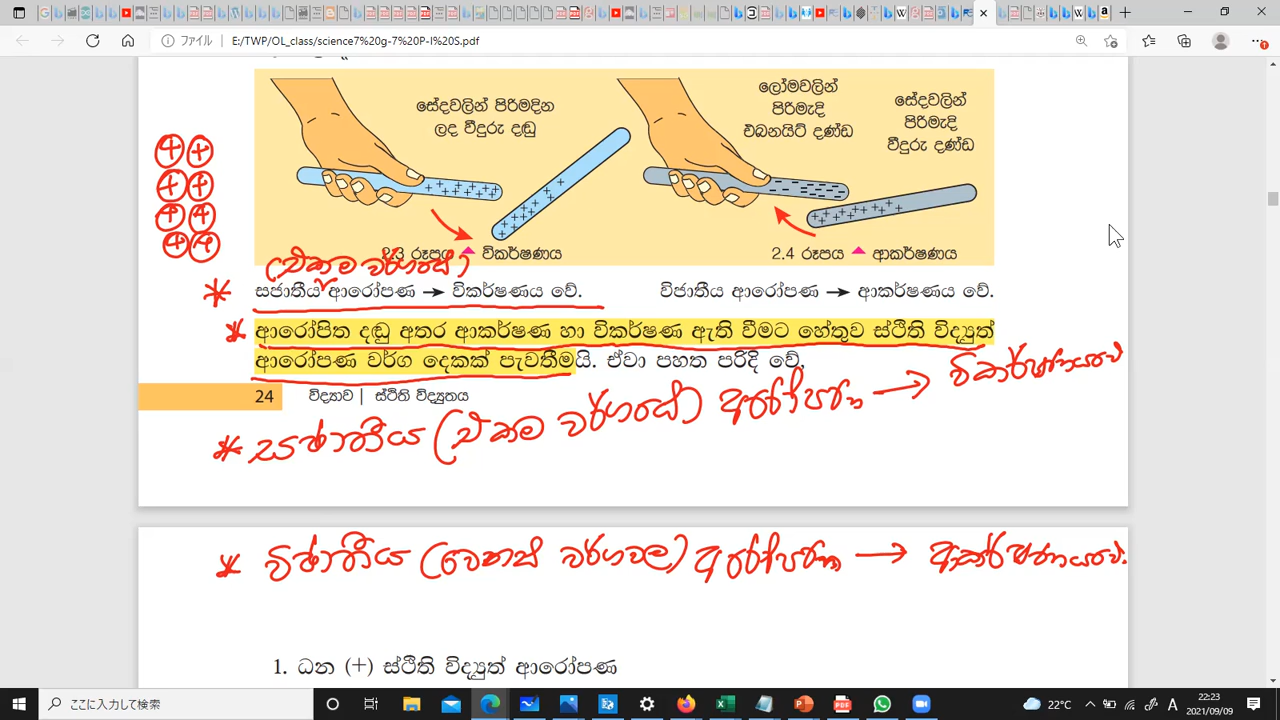 ファイル E:/TWP/OL_class/science7%20g-7%20P-I%20S.pdf
සේදවලින් පිරිමදින
ලද වීදුරු දඬු
ලෝමවලින්
පිරිමැදි
එබනයිට් දණ්ඩ
සේදවලින්
පිරිමැදි
වීදුරු දණ්ඩ
2.3 රූපය ▲ විකර්ෂණය
2.4 රූපය ▲ ආකර්ෂණය
(එකම වර්ගයේ)
* සජාතීය ආරෝපණ → විකර්ෂණය වේ. විජාතීය ආරෝපණ → ආකර්ෂණය වේ.
* ආරෝපිත දඬු අතර ආකර්ෂණ හා විකර්ෂණ ඇති වීමට හේතුව ස්ථිති විද්‍යුත්
ආරෝපණ වර්ග දෙකක් පැවතීමයි. ඒවා පහත පරිදි වේ,
24 විද්‍යාව | ස්ථිති විද්‍යුතය
* සජාතීය (එකම වර්ගයේ) ආරෝපණ → විකර්ෂණයවේ
* විජාතීය (වෙනස් වර්ගවල) ආරෝපණ → ආකර්ෂණයවේ.
1. ධන (+) ස්ථිති විද්‍යුත් ආරෝපණ
ここに入力して検索
22°C
A
22:23
2021/09/09